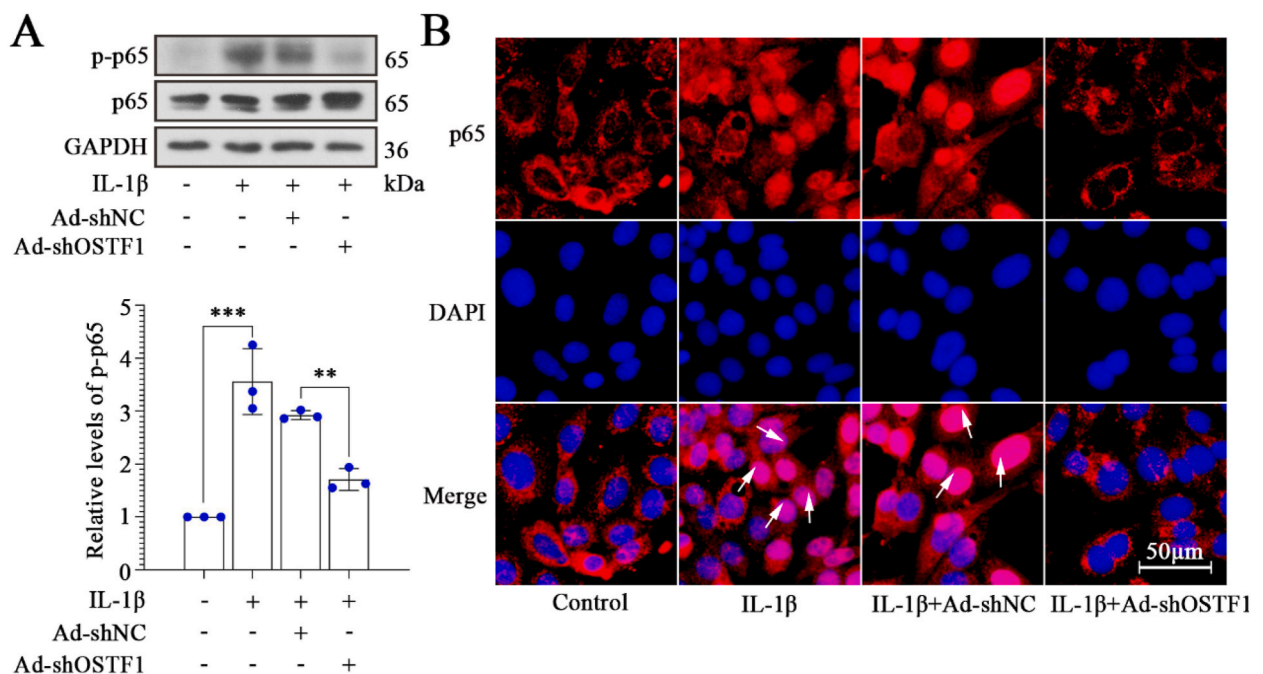 A
p-p65 65
p65 65
GAPDH 36
IL-1β - + + + kDa
Ad-shNC - - + -
Ad-shOSTF1 - - - +
Relative levels of p-p65
5
4
3
2
1
0
***
**
IL-1β - + + +
Ad-shNC - - + -
Ad-shOSTF1 - - - +
B
p65
DAPI
Merge
50μm
Control IL-1β IL-1β+Ad-shNC IL-1β+Ad-shOSTF1